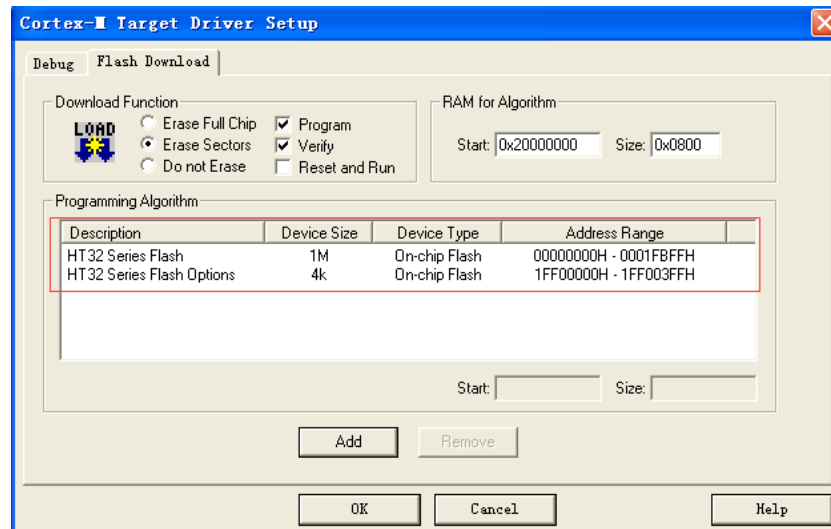 Cortex-M Target Driver Setup
Debug Flash Download
Download Function
LOAD
Erase Full Chip
Erase Sectors
Do not Erase
Program
Verify
Reset and Run
RAM for Algorithm
Start: 0x20000000 Size: 0x0800
Programming Algorithm
Description Device Size Device Type Address Range
HT32 Series Flash 1M On-chip Flash 00000000H - 0001FBFFH
HT32 Series Flash Options 4k On-chip Flash 1FF00000H - 1FF003FFH
Start: Size:
Add Remove
OK Cancel Help